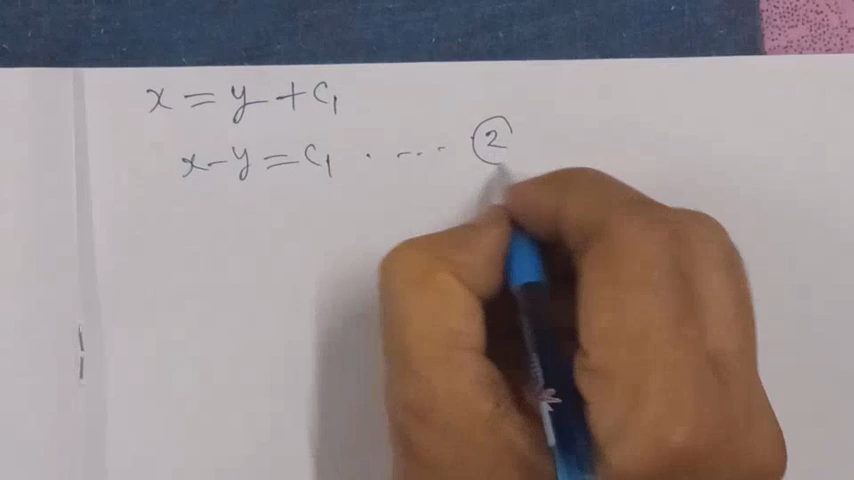 x = y + c₁
x - y = c₁ . ---- ②